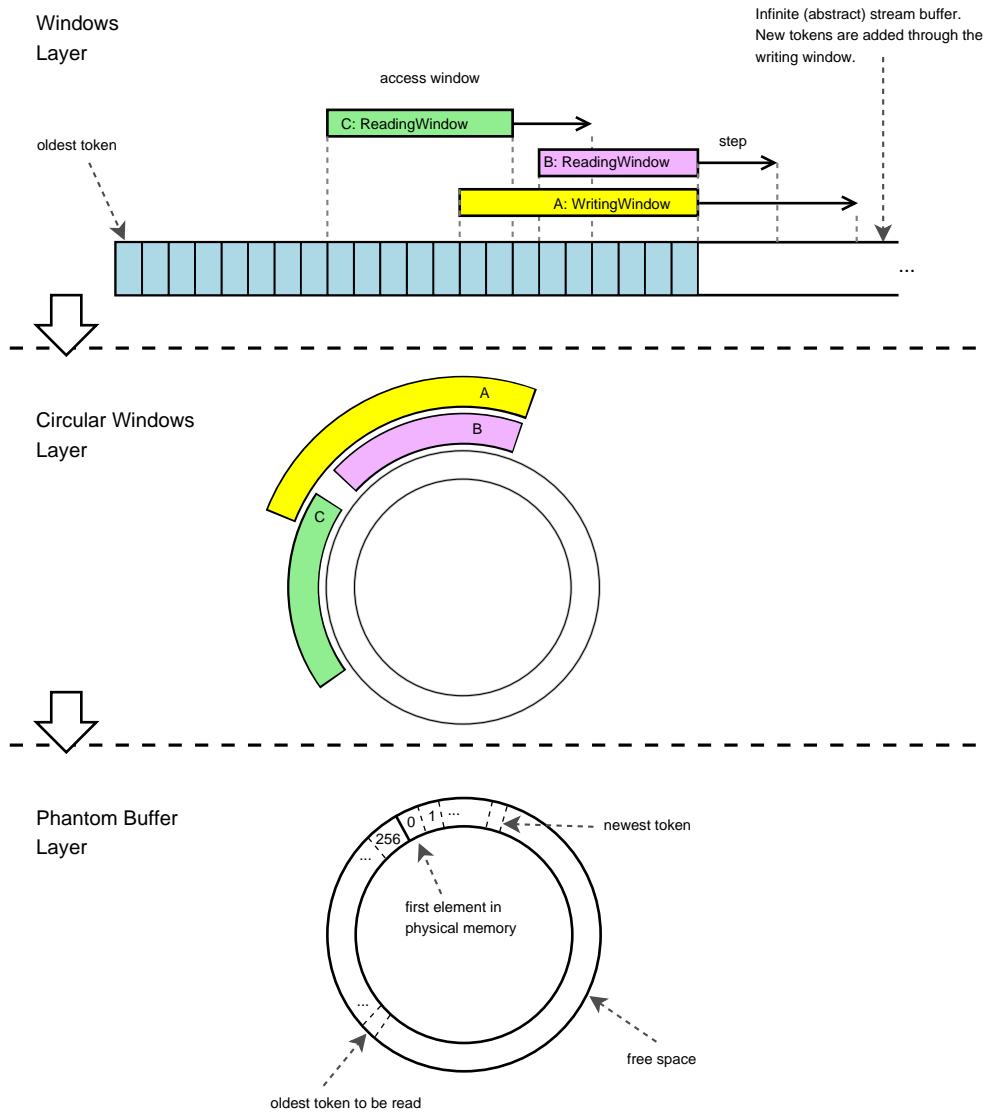 Windows
Layer
Infinite (abstract) stream buffer.
New tokens are added through the
writing window.
access window
C: ReadingWindow
oldest token
step
B: ReadingWindow
A: WritingWindow
...
Circular Windows
Layer
A
B
C
Phantom Buffer
Layer
... 256 0 1 ...
newest token
first element in
physical memory
...
free space
oldest token to be read